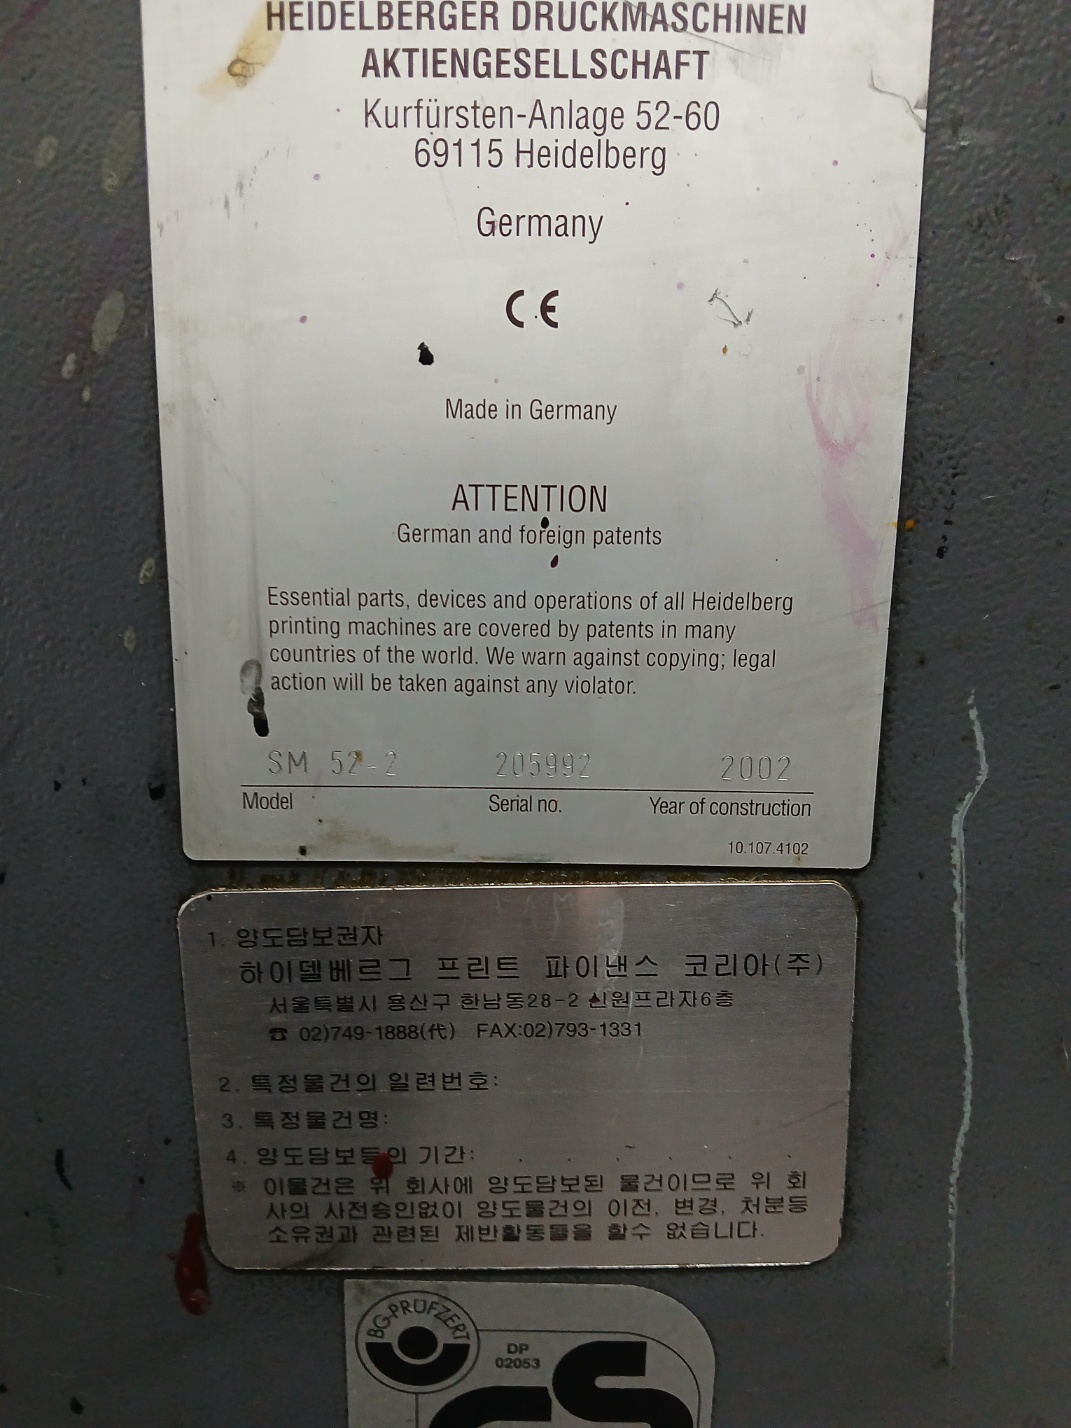 HEIDELBERGER DRUCKMASCHINEN
AKTIENGESELLSCHAFT
Kurfürsten-Anlage 52-60
69115 Heidelberg
Germany
CE
Made in Germany
ATTENTION
German and foreign patents
Essential parts, devices and operations of all Heidelberg
printing machines are covered by patents in many
countries of the world. We warn against copying; legal
action will be taken against any violator.
SM 52-2 205992 2002
Model Serial no. Year of construction
10.107.4102
1. 양도담보권자
하이델베르그 프린트 파이낸스 코리아(주)
서울특별시 용산구 한남동28-2 신원프라자6층
☎ 02)749-1888(代) FAX:02)793-1331
2. 특정물건의 일련번호:
3. 특정물건명:
4. 양도담보등의 기간: . . . . .
※ 이물건은 위 회사에 양도담보된 물건이므로 위 회
사의 사전승인없이 양도물건의 이전, 변경, 처분등
소유권과 관련된 제반활동들을 할수 없습니다.
BG-PRÜFZERT
DP
02053